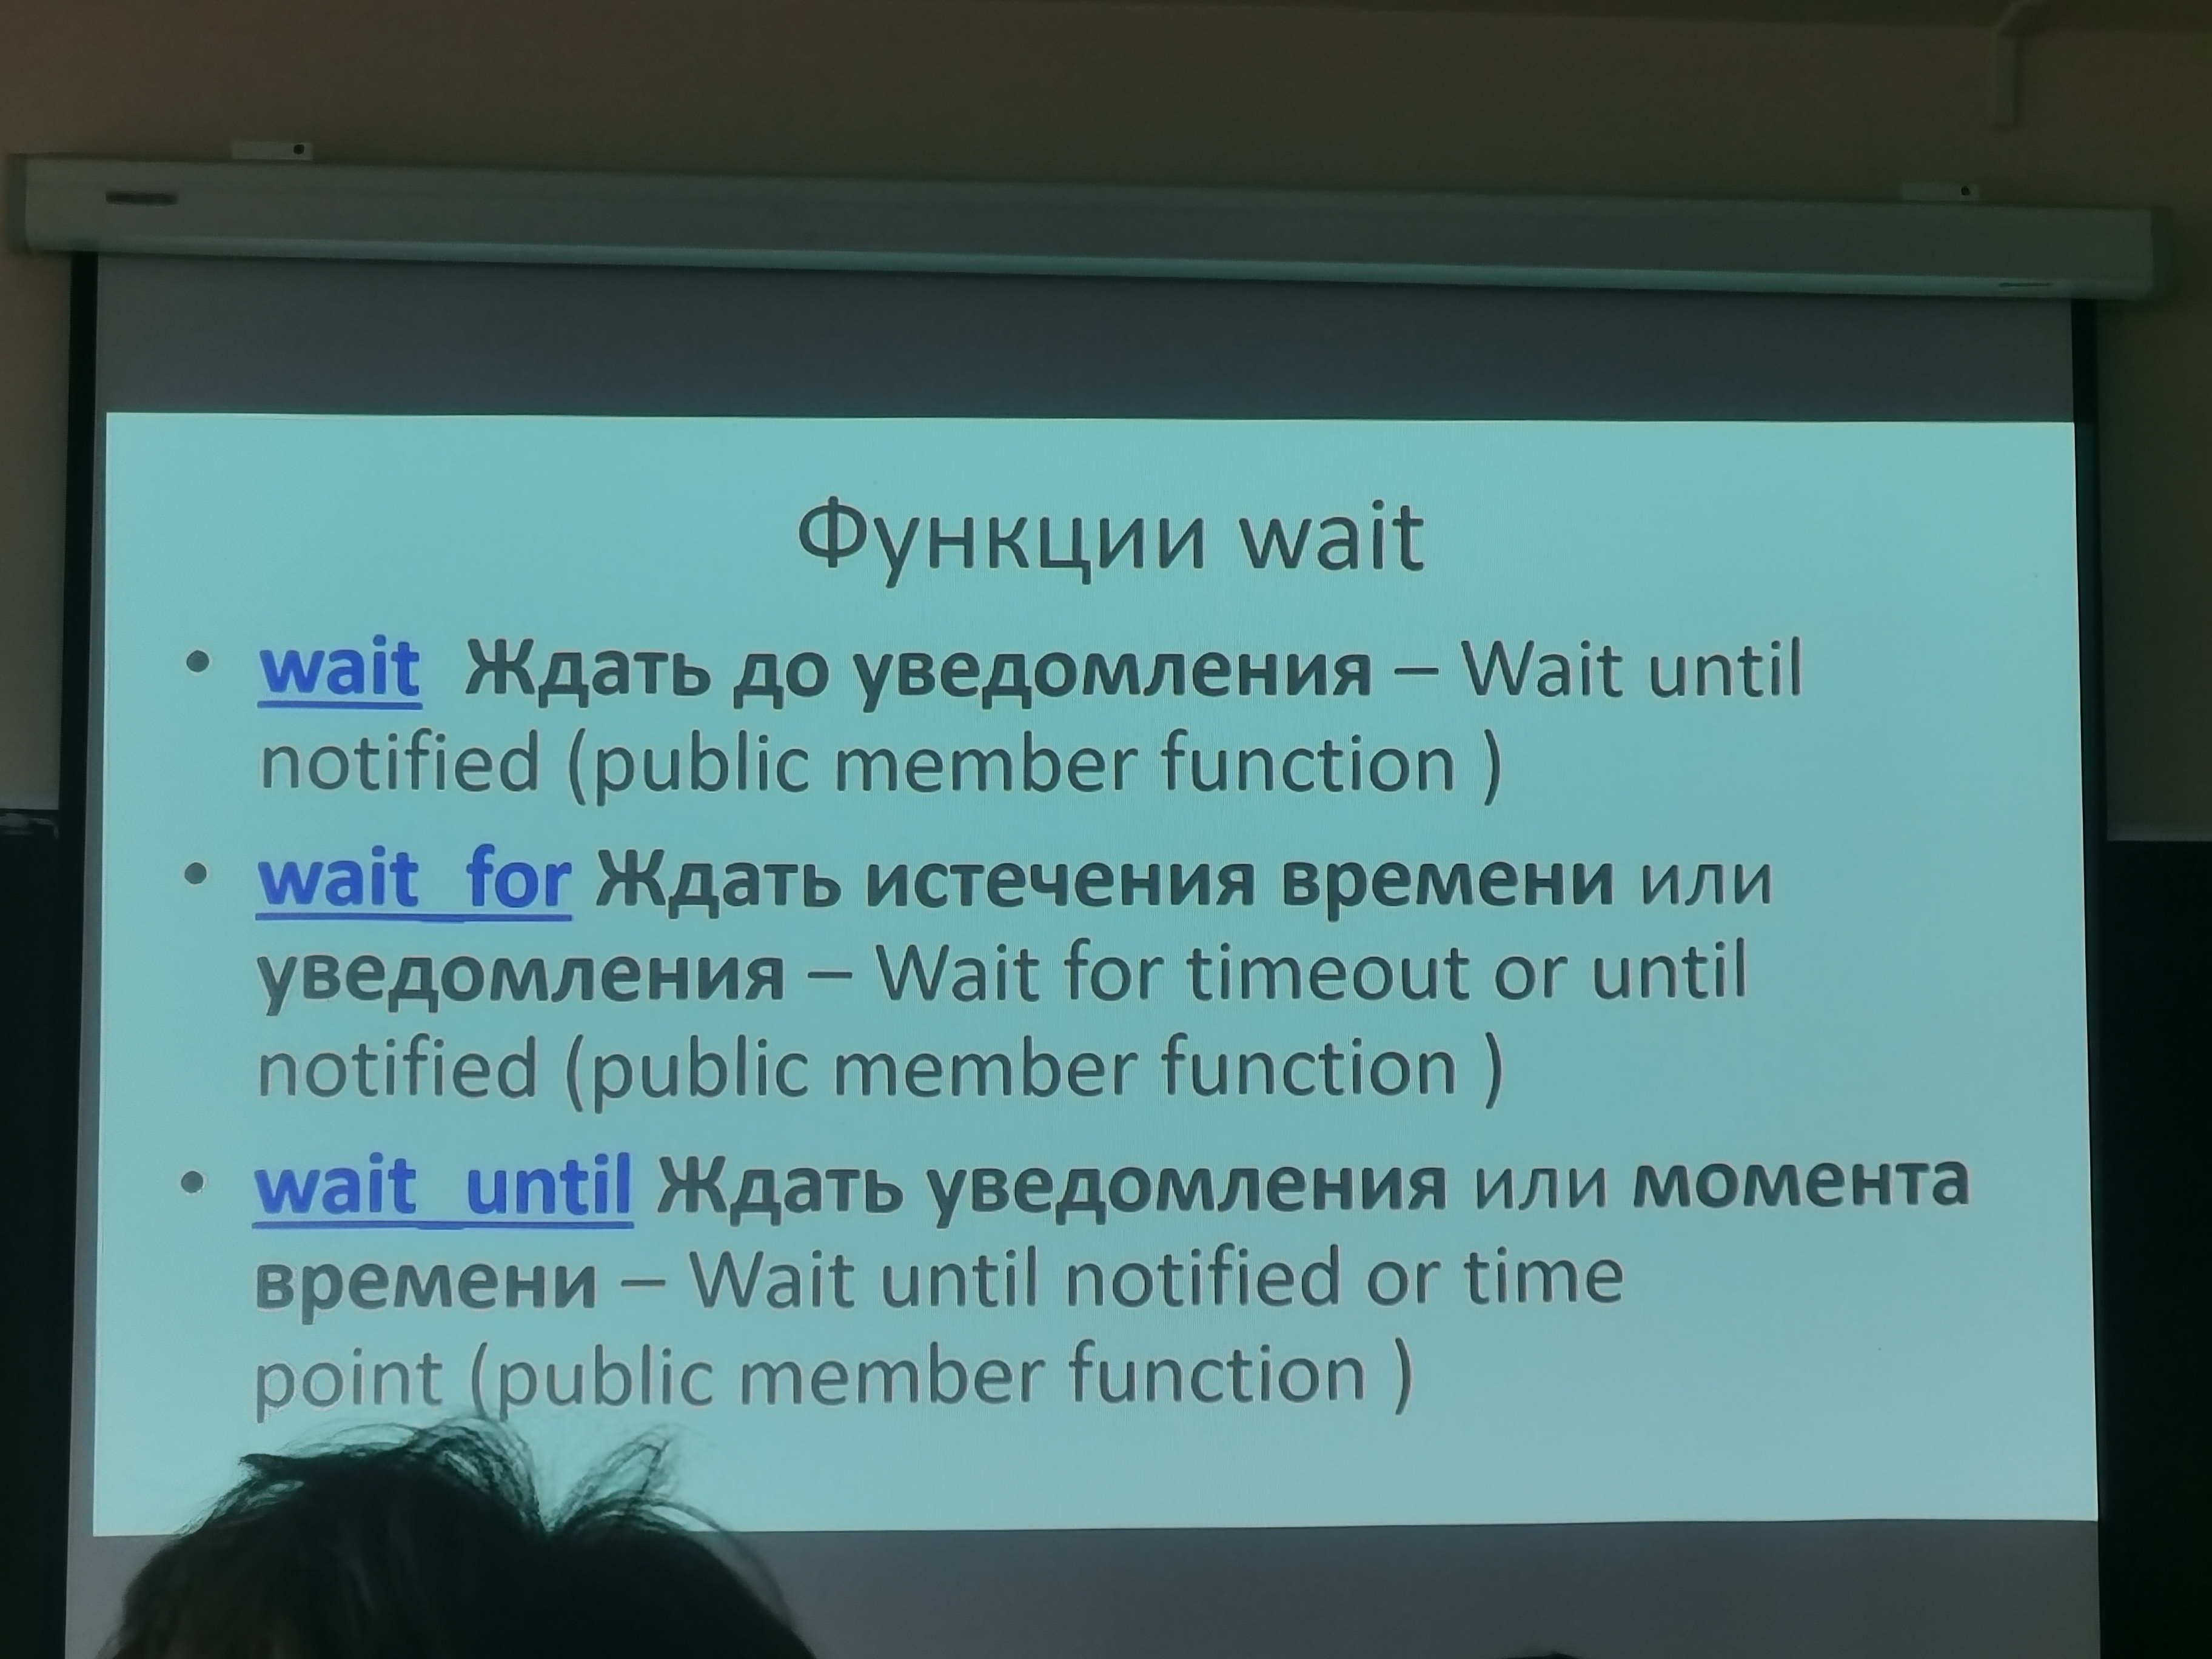 Функции wait
• wait Ждать до уведомления – Wait until
notified (public member function )
• wait_for Ждать истечения времени или
уведомления – Wait for timeout or until
notified (public member function )
• wait_until Ждать уведомления или момента
времени – Wait until notified or time
point (public member function )